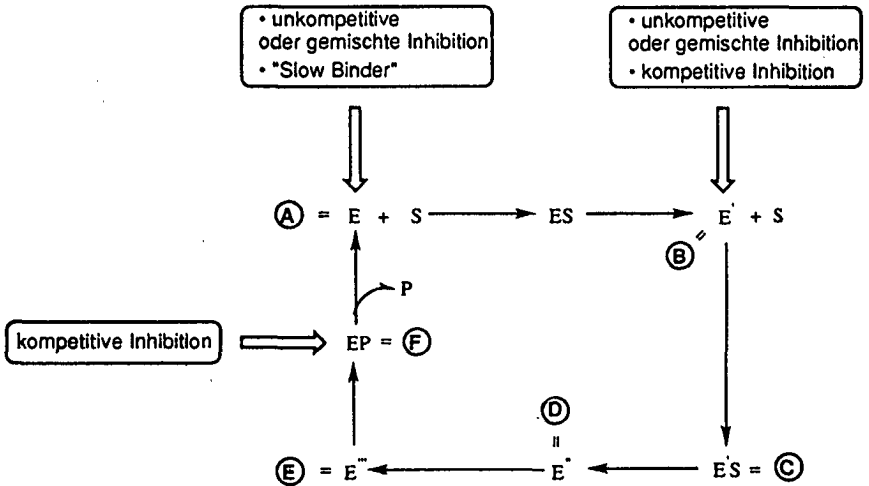 • unkompetitive
oder gemischte Inhibition
• "Slow Binder"
• unkompetitive
oder gemischte Inhibition
• kompetitive Inhibition
A = E + S
ES
E' + S
B =
P
kompetitive Inhibition
EP = F
D
=
E = E'''
E''
E'S = C